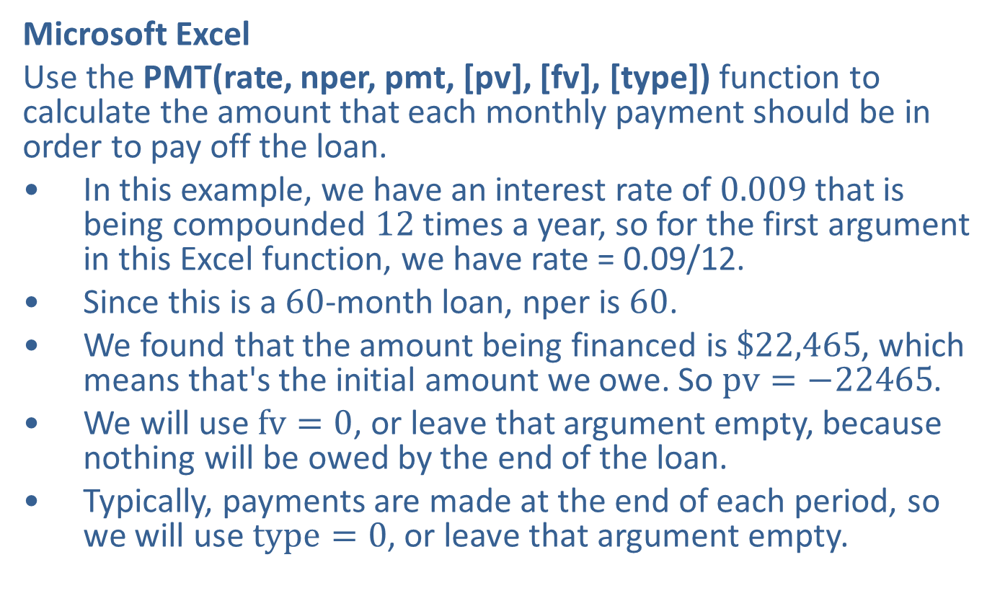 Microsoft Excel
Use the PMT(rate, nper, pmt, [pv], [fv], [type]) function to
calculate the amount that each monthly payment should be in
order to pay off the loan.
• In this example, we have an interest rate of 0.009 that is
being compounded 12 times a year, so for the first argument
in this Excel function, we have rate = 0.09/12.
• Since this is a 60-month loan, nper is 60.
• We found that the amount being financed is $22,465, which
means that's the initial amount we owe. So pv = −22465.
• We will use fv = 0, or leave that argument empty, because
nothing will be owed by the end of the loan.
• Typically, payments are made at the end of each period, so
we will use type = 0, or leave that argument empty.